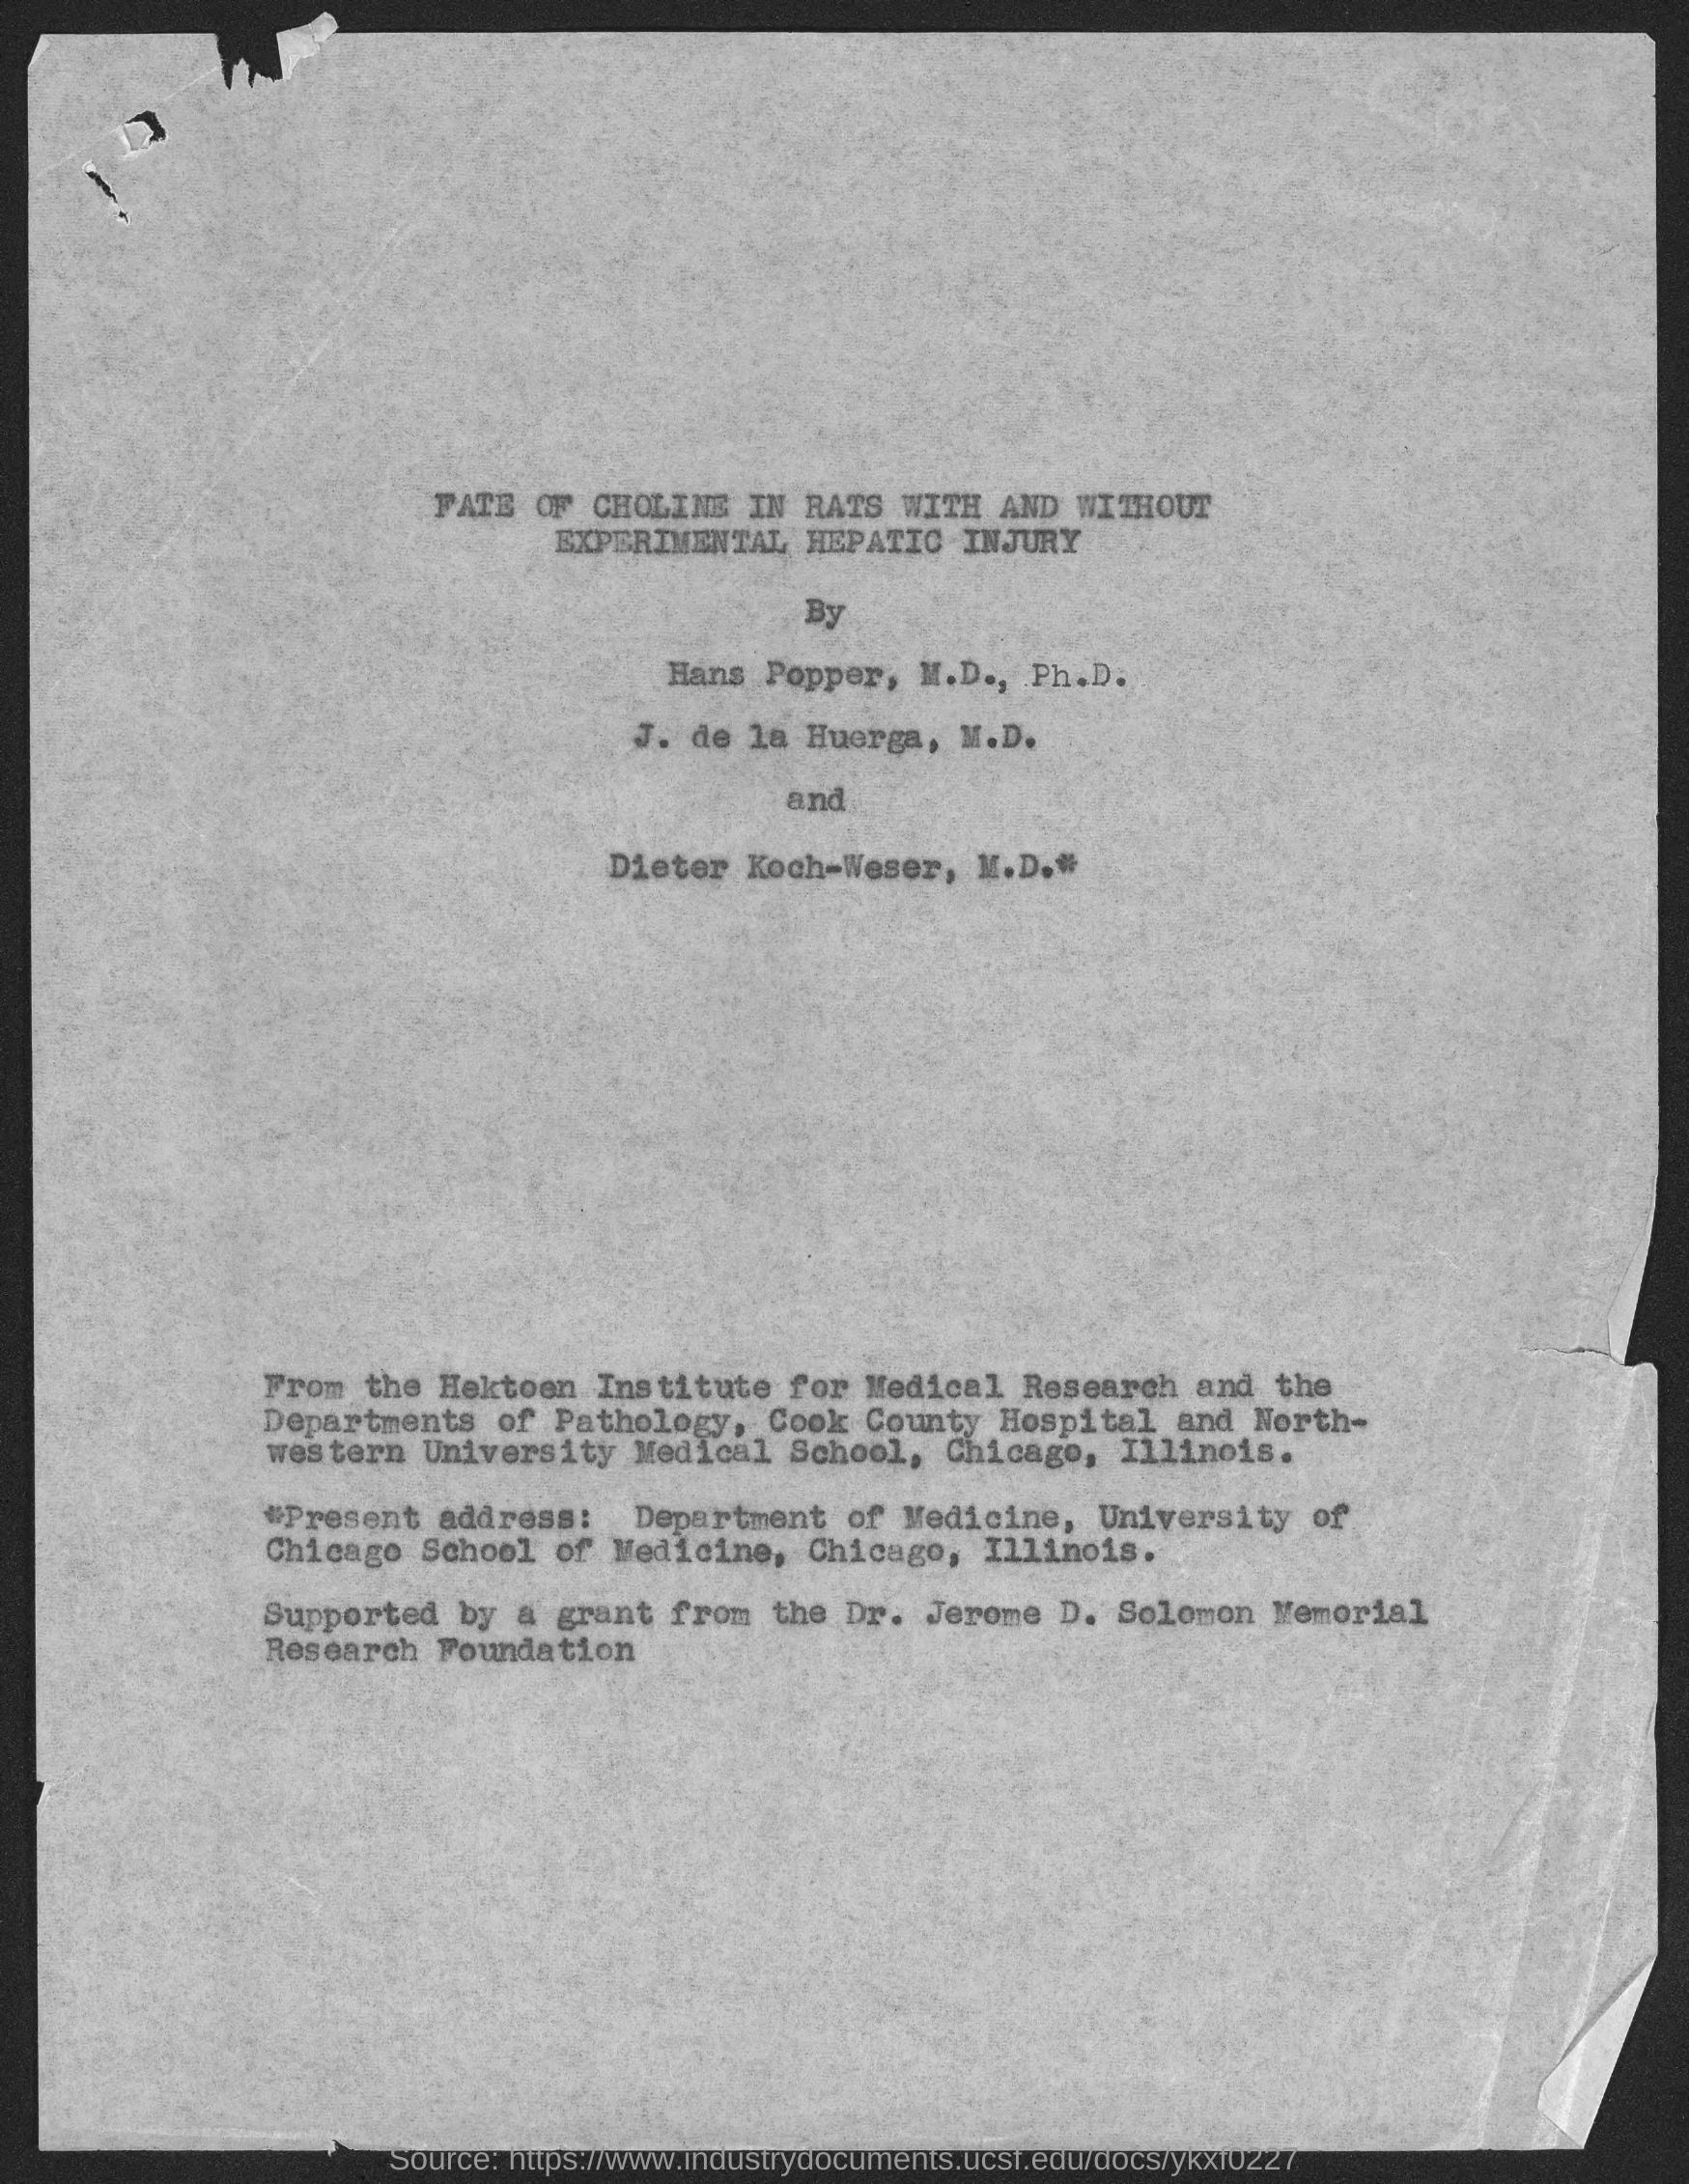 FATE OF CHOLINE IN RATS WITH AND WITHOUT
EXPERIMENTAL HEPATIC INJURY
By
Hans Popper, M.D., Ph.D.
J. de la Huerga, M.D.
and
Dieter Koch-Weser, M.D.*
From the Hektoen Institute for Medical Research and the
Departments of Pathology, Cook County Hospital and North-
western University Medical School, Chicago, Illinois.
*Present address: Department of Medicine, University of
Chicago School of Medicine, Chicago, Illinois.
Supported by a grant from the Dr. Jerome D. Solomon Memorial
Research Foundation
Source: https://www.industrydocuments.ucsf.edu/docs/ykxf0227